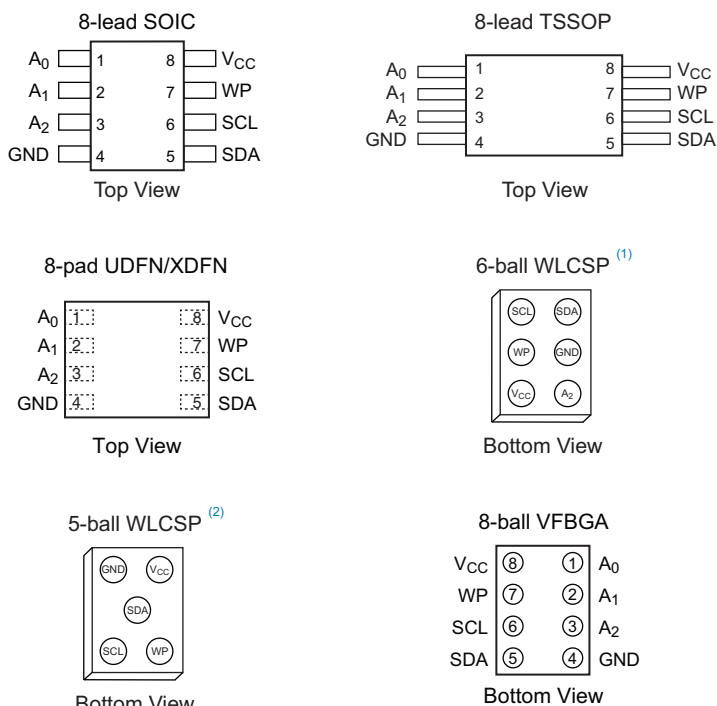 8-lead SOIC
A0 1 8 VCC
A1 2 7 WP
A2 3 6 SCL
GND 4 5 SDA
Top View
8-lead TSSOP
A0 1 8 VCC
A1 2 7 WP
A2 3 6 SCL
GND 4 5 SDA
Top View
8-pad UDFN/XDFN
A0 1 8 VCC
A1 2 7 WP
A2 3 6 SCL
GND 4 5 SDA
Top View
6-ball WLCSP (1)
SCL SDA
WP GND
VCC A2
Bottom View
5-ball WLCSP (2)
GND VCC
SDA
SCL WP
Bottom View
8-ball VFBGA
VCC 8 1 A0
WP 7 2 A1
SCL 6 3 A2
SDA 5 4 GND
Bottom View